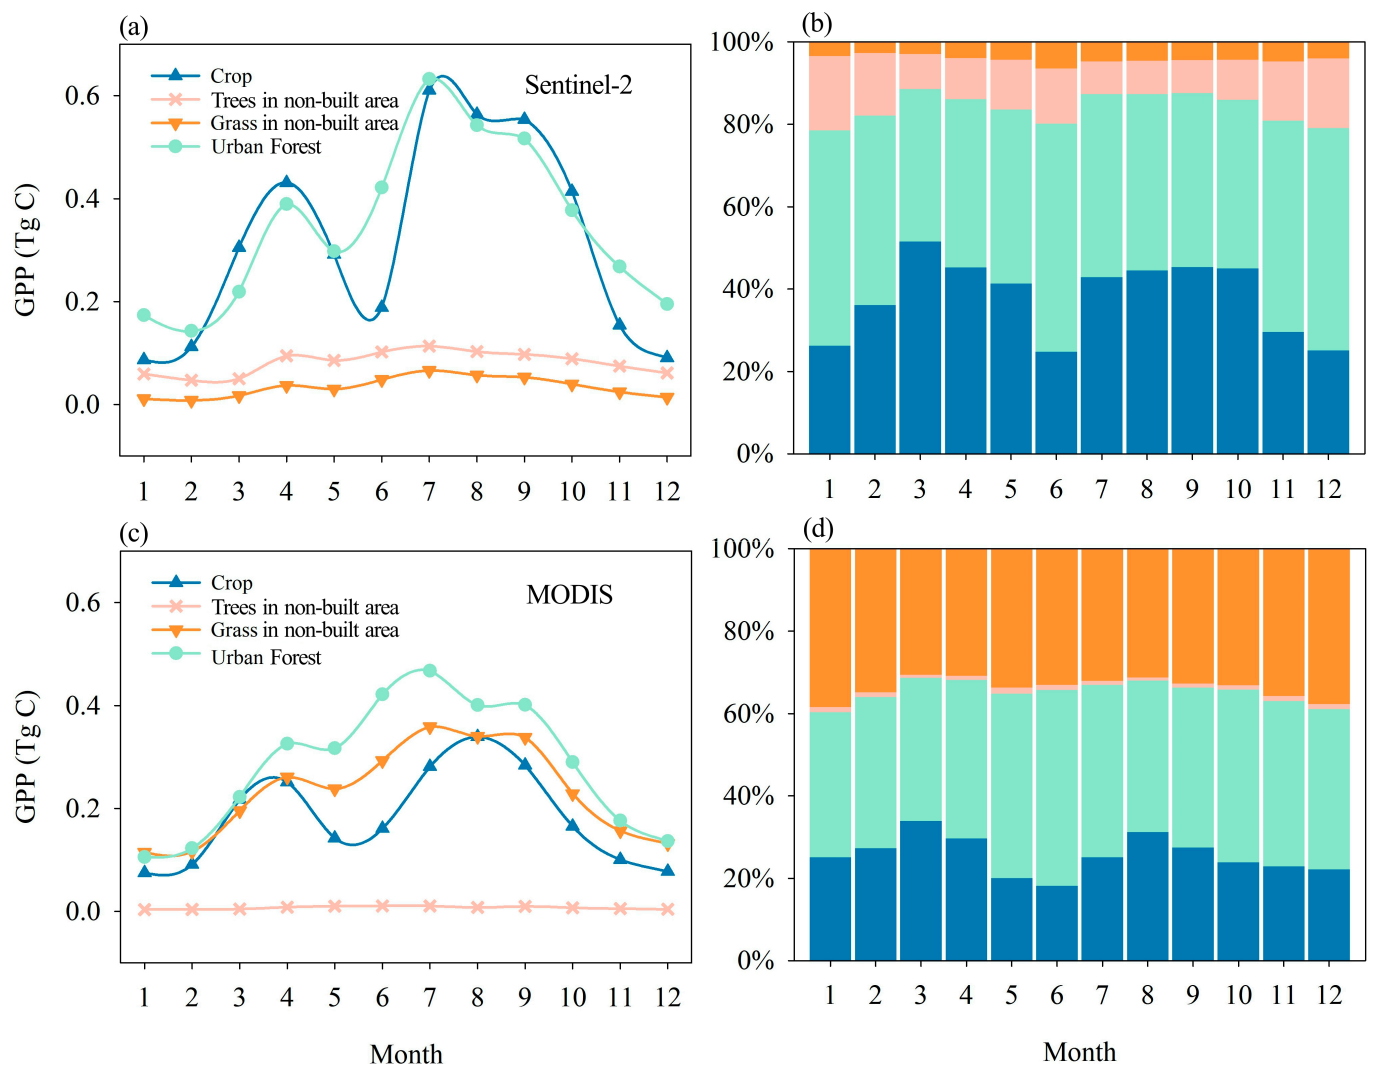 (a)
Crop
Trees in non-built area
Grass in non-built area
Urban Forest
Sentinel-2
GPP (Tg C)
0.6
0.4
0.2
0.0
1 2 3 4 5 6 7 8 9 10 11 12
(b)
100%
80%
60%
40%
20%
0%
1 2 3 4 5 6 7 8 9 10 11 12
(c)
Crop
Trees in non-built area
Grass in non-built area
Urban Forest
MODIS
GPP (Tg C)
0.6
0.4
0.2
0.0
1 2 3 4 5 6 7 8 9 10 11 12
Month
(d)
100%
80%
60%
40%
20%
0%
1 2 3 4 5 6 7 8 9 10 11 12
Month